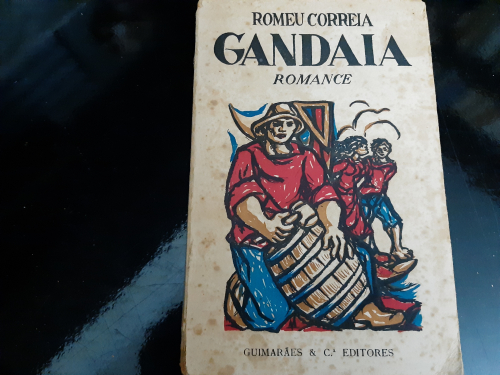 ROMEU CORREIA
GANDAIA
ROMANCE
GUIMARÃES & C.ª EDITORES